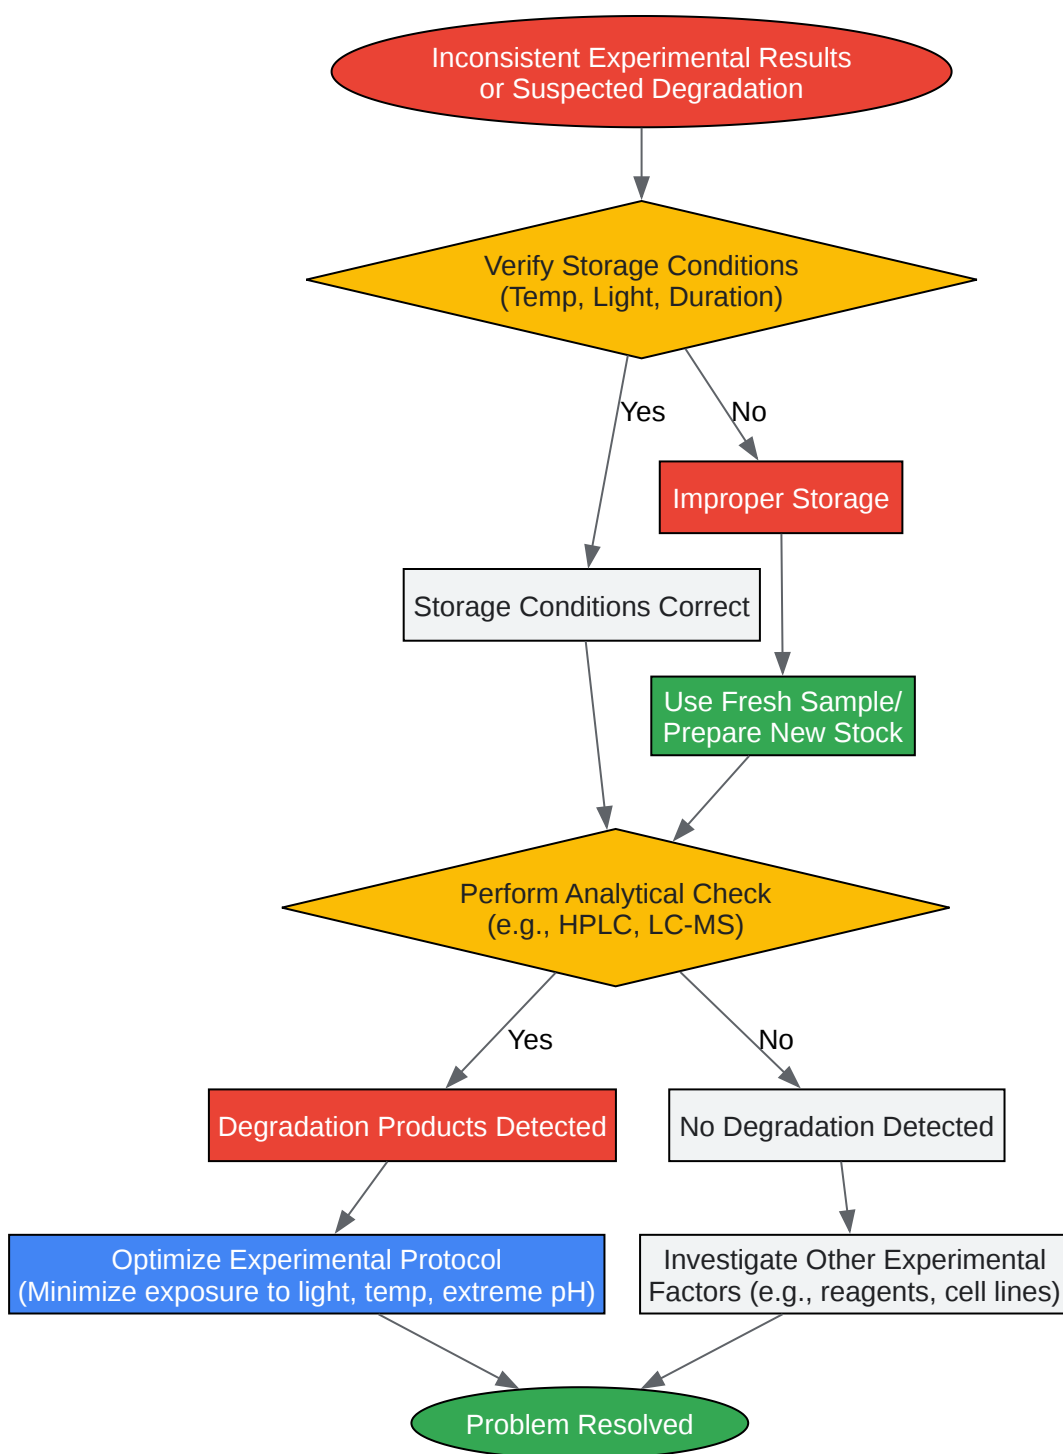 Inconsistent Experimental Results
or Suspected Degradation
Verify Storage Conditions
(Temp, Light, Duration)
Yes
No
Improper Storage
Storage Conditions Correct
Use Fresh Sample/
Prepare New Stock
Perform Analytical Check
(e.g., HPLC, LC-MS)
Yes
No
Degradation Products Detected
No Degradation Detected
Optimize Experimental Protocol
(Minimize exposure to light, temp, extreme pH)
Investigate Other Experimental
Factors (e.g., reagents, cell lines)
Problem Resolved